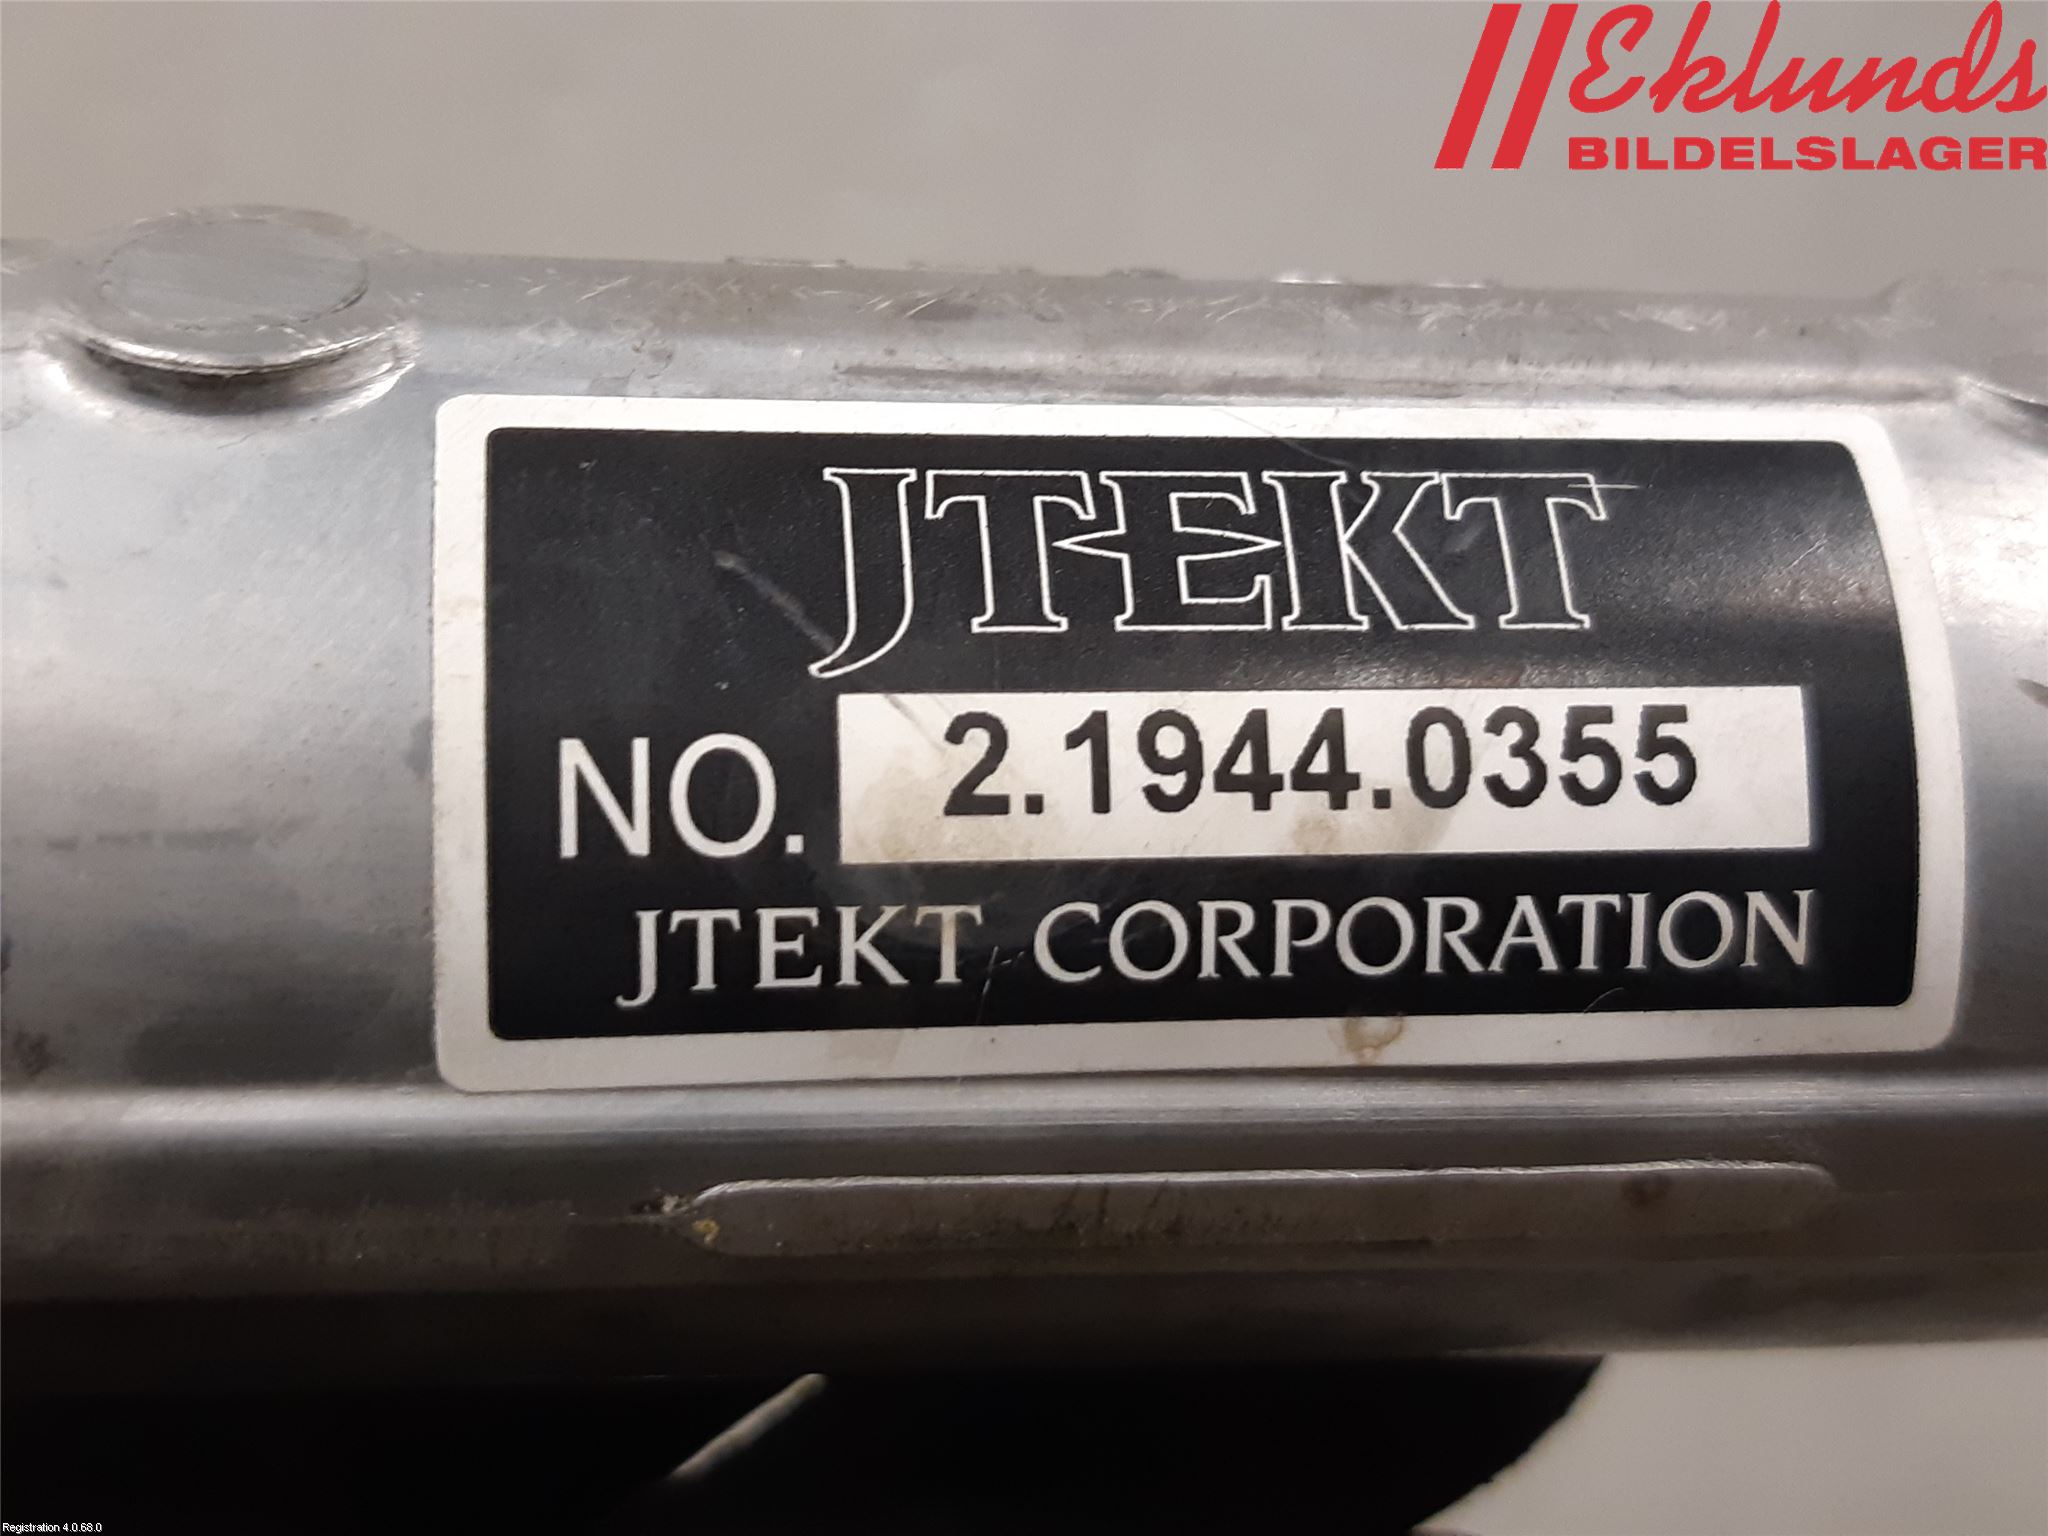 Eklunds
BILDELSLAGER
JTEKT
NO. 2.1944.0355
JTEKT CORPORATION
Registration 4.0.68.0